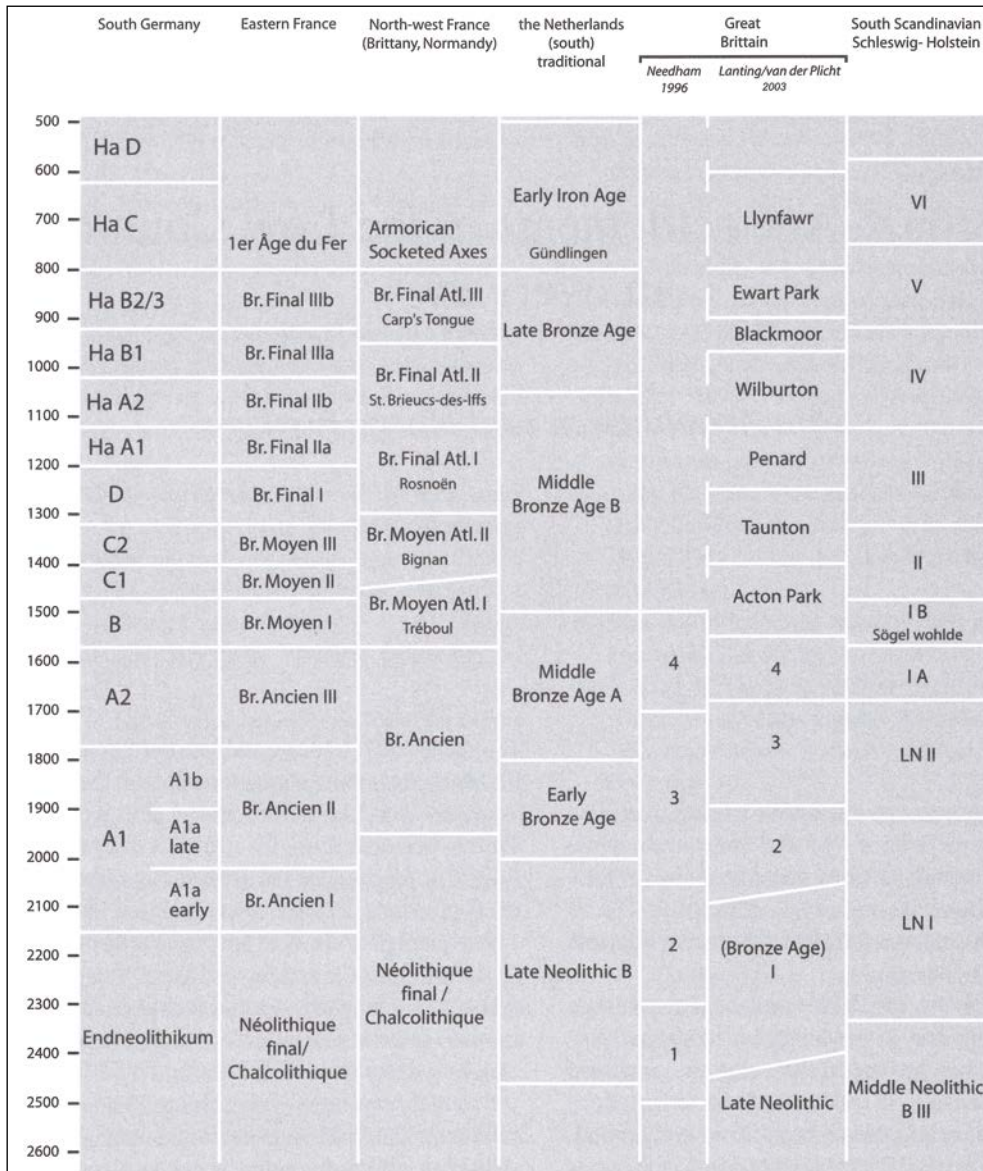 South Germany
Eastern France
North-west France
(Brittany, Normandy)
the Netherlands
(south)
traditional
Great
Brittain
South Scandinavian
Schleswig- Holstein
Needham
1996
Lanting/van der Plicht
2003
500
600
700
800
900
1000
1100
1200
1300
1400
1500
1600
1700
1800
1900
2000
2100
2200
2300
2400
2500
2600
Ha D
Ha C
Ha B2/3
Ha B1
Ha A2
Ha A1
D
C2
C1
B
A2
A1b
A1
A1a
late
A1a
early
Endneolithikum
1er Âge du Fer
Br. Final IIIb
Br. Final IIIa
Br. Final IIb
Br. Final IIa
Br. Final I
Br. Moyen III
Br. Moyen II
Br. Moyen I
Br. Ancien III
Br. Ancien II
Br. Ancien I
Néolithique
final/
Chalcolithique
Armorican
Socketed Axes
Br. Final Atl. III
Carp's Tongue
Br. Final Atl. II
St. Brieucs-des-Iffs
Br. Final Atl. I
Rosnoën
Br. Moyen Atl. II
Bignan
Br. Moyen Atl. I
Tréboul
Br. Ancien
Néolithique
final /
Chalcolithique
Early Iron Age
Gündlingen
Late Bronze Age
Middle
Bronze Age B
Middle
Bronze Age A
Early
Bronze Age
Late Neolithic B
4
3
2
1
Llynfawr
Ewart Park
Blackmoor
Wilburton
Penard
Taunton
Acton Park
4
3
2
(Bronze Age)
I
Late Neolithic
VI
V
IV
III
II
I B
Sögel wohlde
I A
LN II
LN I
Middle Neolithic
B III